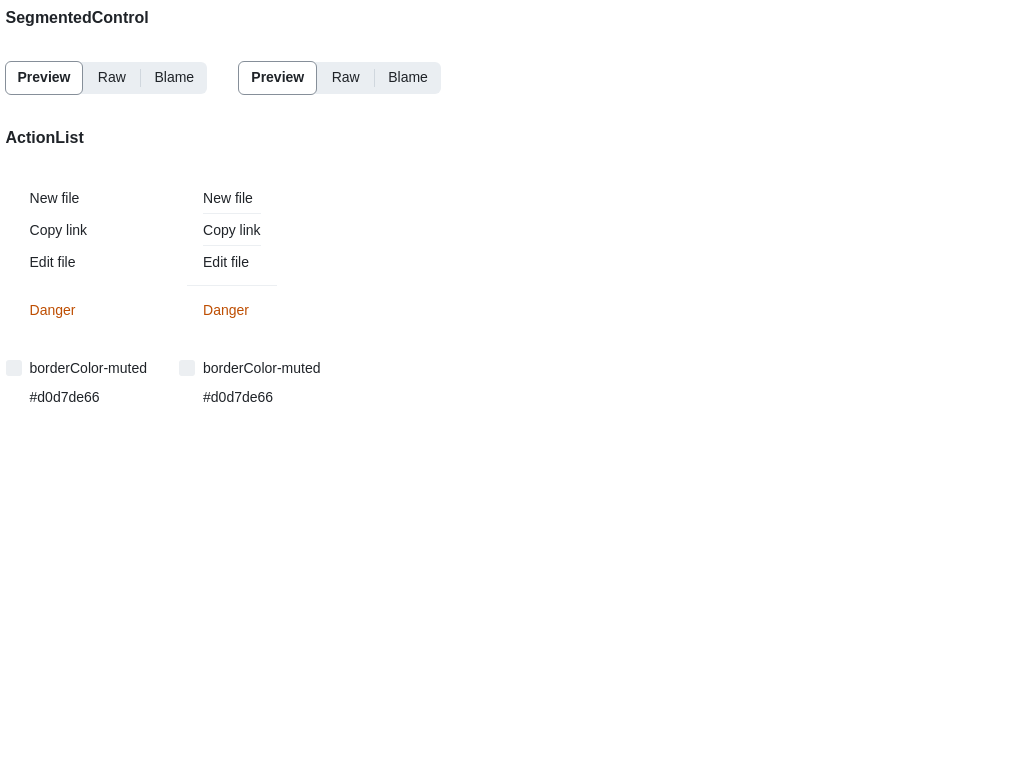 SegmentedControl
Preview Raw Blame Preview Raw Blame
ActionList
New file New file
Copy link Copy link
Edit file Edit file
Danger Danger
borderColor-muted borderColor-muted
#d0d7de66 #d0d7de66